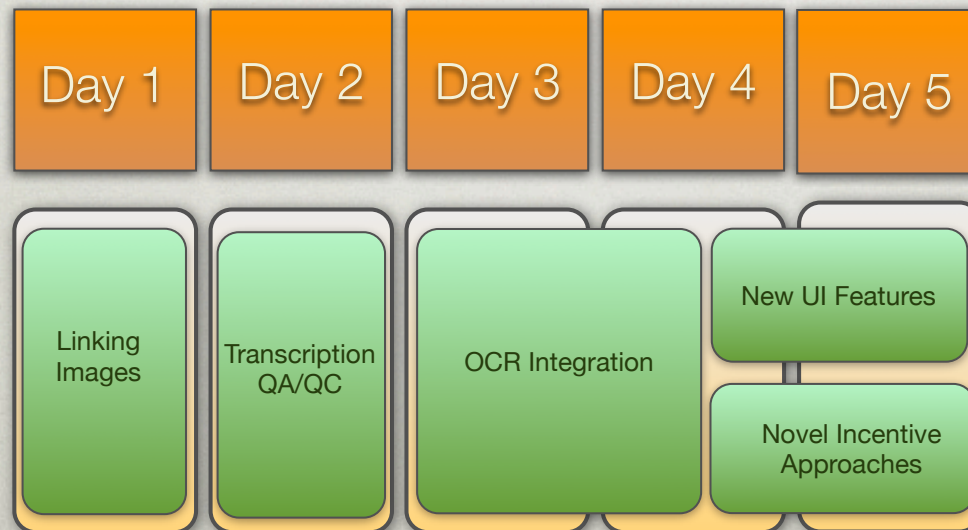 Day 1
Day 2
Day 3
Day 4
Day 5
Linking
Images
Transcription
QA/QC
OCR Integration
New UI Features
Novel Incentive
Approaches